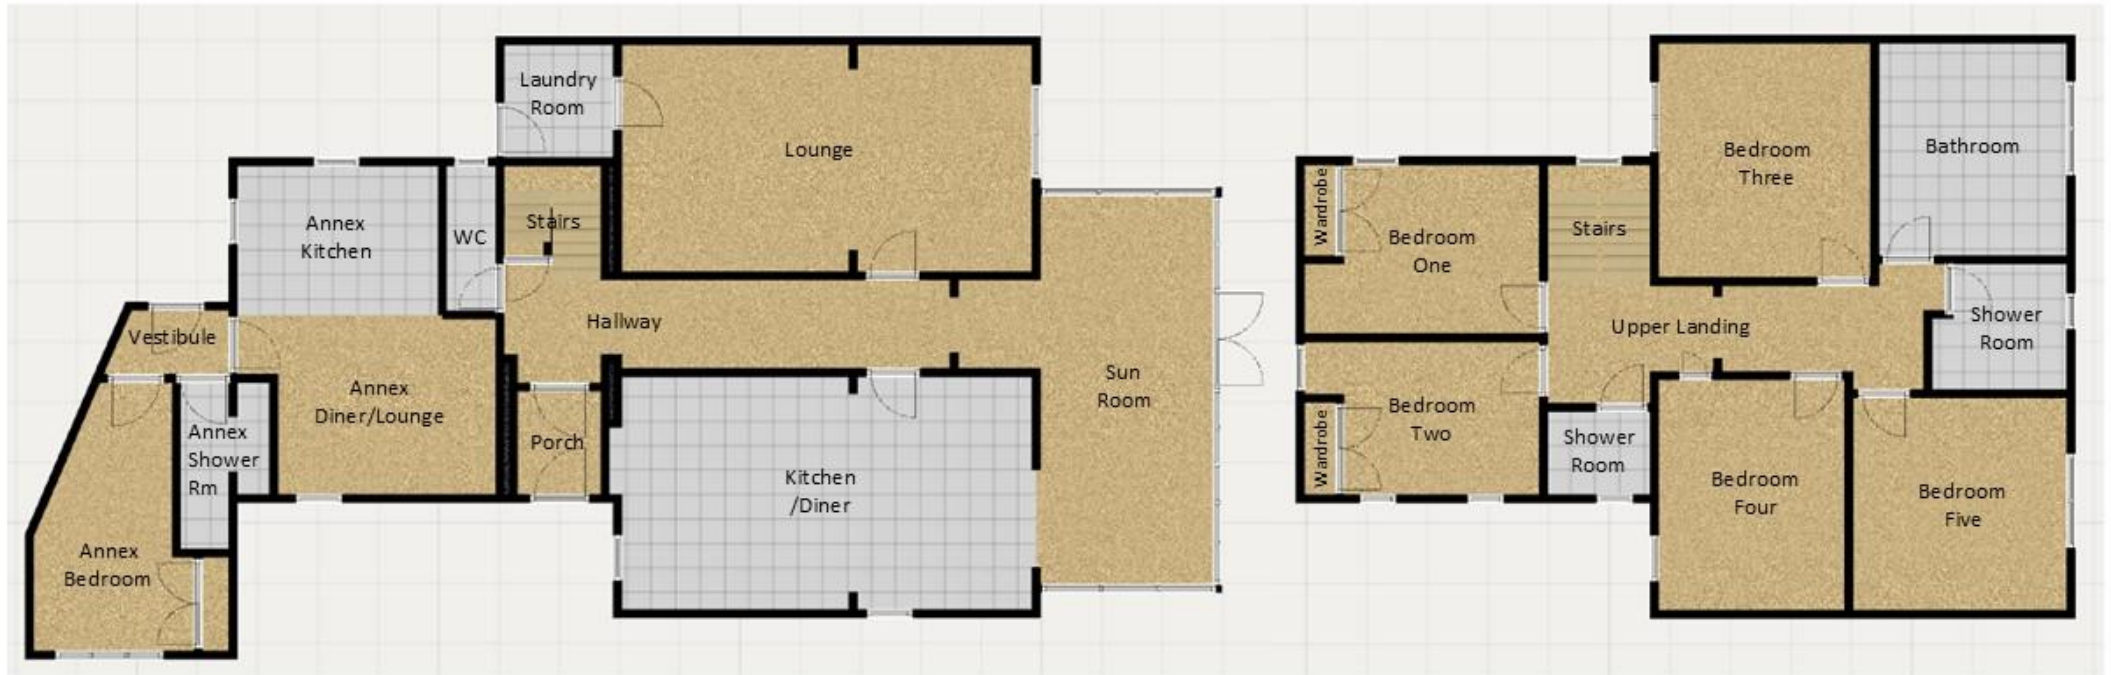 Laundry
Room
Lounge
Annex
Kitchen
WC
Stairs
Vestibule
Hallway
Annex
Diner/Lounge
Sun
Room
Annex
Shower
Rm
Porch
Kitchen
/Diner
Annex
Bedroom
Bedroom
Three
Bathroom
Wardrobe
Bedroom
One
Stairs
Upper Landing
Shower
Room
Bedroom
Two
Wardrobe
Shower
Room
Bedroom
Four
Bedroom
Five